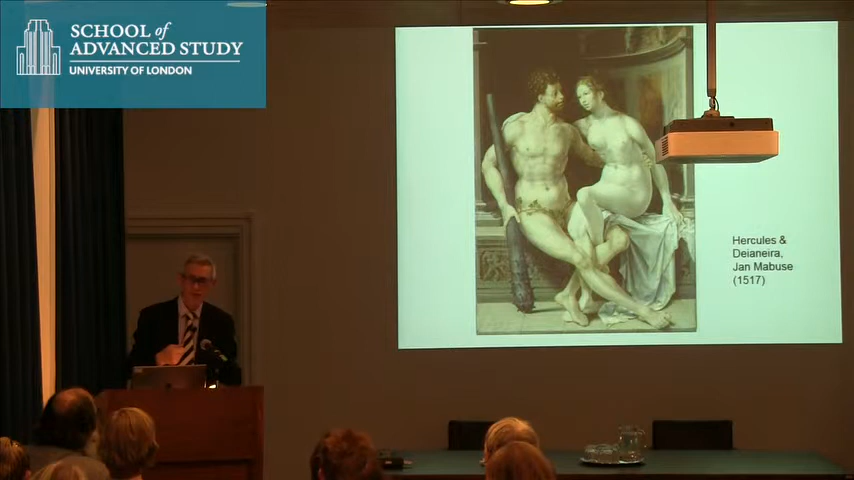 SCHOOL of
ADVANCED STUDY
UNIVERSITY OF LONDON
Hercules &
Deianeira,
Jan Mabuse
(1517)